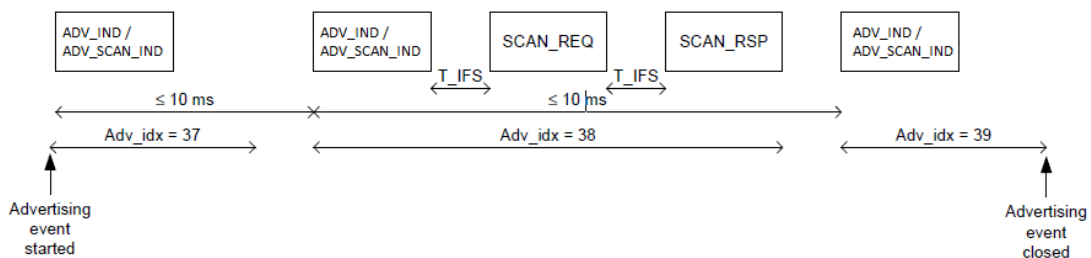 ADV_IND /
ADV_SCAN_IND
ADV_IND /
ADV_SCAN_IND
SCAN_REQ
SCAN_RSP
ADV_IND /
ADV_SCAN_IND
T_IFS
T_IFS
≤ 10 ms
≤ 10 ms
Adv_idx = 37
Adv_idx = 38
Adv_idx = 39
Advertising
event
started
Advertising
event
closed